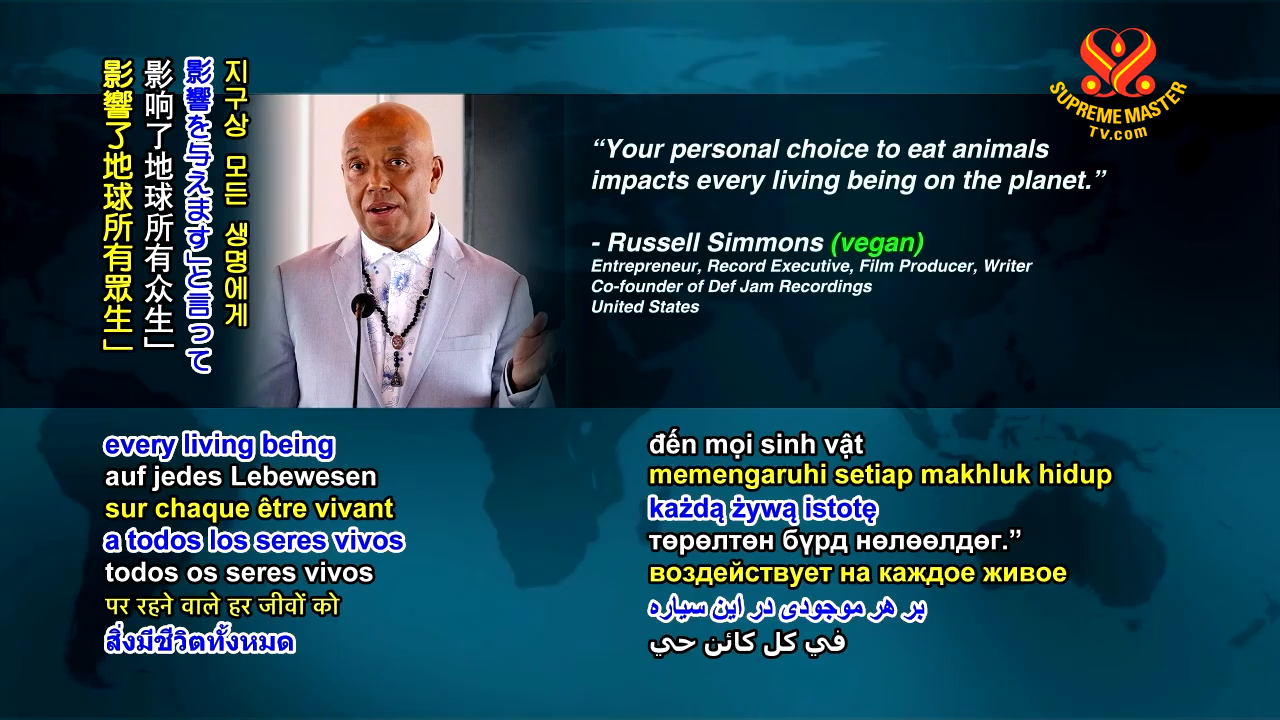 影響了地球所有眾生」
影响了地球所有众生」
影響を与えます」と言って
지구상 모든 생명에게
SUPREME MASTER
TV.com
“Your personal choice to eat animals
impacts every living being on the planet.”
- Russell Simmons (vegan)
Entrepreneur, Record Executive, Film Producer, Writer
Co-founder of Def Jam Recordings
United States
every living being
auf jedes Lebewesen
sur chaque être vivant
a todos los seres vivos
todos os seres vivos
पर रहने वाले हर जीवों को
สิ่งมีชีวิตทั้งหมด
đến mọi sinh vật
memengaruhi setiap makhluk hidup
każdą żywą istotę
төрөлтөн бүрд нөлөөлдөг.”
воздействует на каждое живое
بر هر موجودی در این سیاره
في كل كائن حي